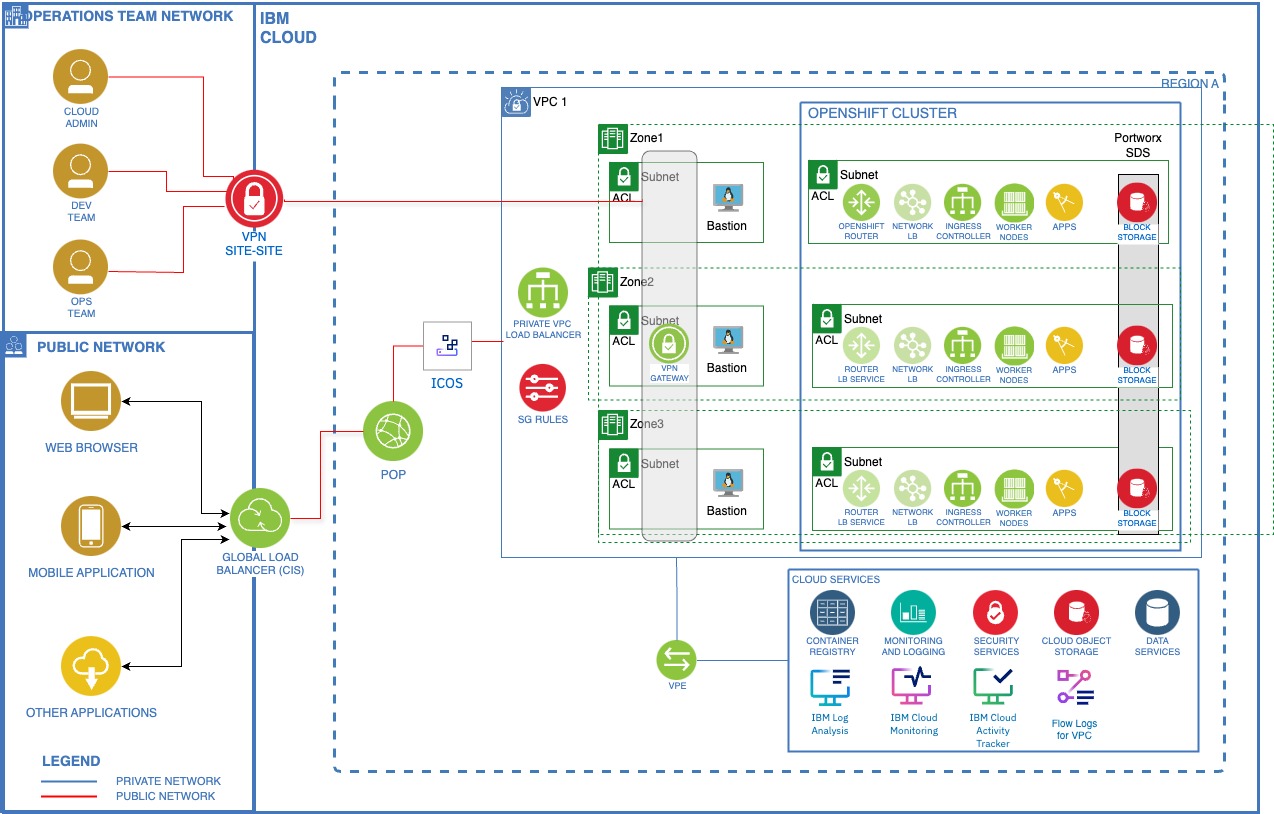 OPERATIONS TEAM NETWORK
IBM
CLOUD
CLOUD
ADMIN
DEV
TEAM
OPS
TEAM
VPN
SITE-SITE
PUBLIC NETWORK
WEB BROWSER
MOBILE APPLICATION
OTHER APPLICATIONS
GLOBAL LOAD
BALANCER (CIS)
LEGEND
PRIVATE NETWORK
PUBLIC NETWORK
POP
ICOS
REGION A
VPC 1
PRIVATE VPC
LOAD BALANCER
SG RULES
Zone1
Subnet
ACL
Bastion
Zone2
Subnet
ACL
VPN
GATEWAY
Bastion
Zone3
Subnet
ACL
Bastion
OPENSHIFT CLUSTER
Portworx
SDS
Subnet
ACL
OPENSHIFT
ROUTER
NETWORK
LB
INGRESS
CONTROLLER
WORKER
NODES
APPS
BLOCK
STORAGE
Subnet
ACL
ROUTER
LB SERVICE
NETWORK
LB
INGRESS
CONTROLLER
WORKER
NODES
APPS
BLOCK
STORAGE
Subnet
ACL
ROUTER
LB SERVICE
NETWORK
LB
INGRESS
CONTROLLER
WORKER
NODES
APPS
BLOCK
STORAGE
VPE
CLOUD SERVICES
CONTAINER
REGISTRY
MONITORING
AND LOGGING
SECURITY
SERVICES
CLOUD OBJECT
STORAGE
DATA
SERVICES
IBM Log
Analysis
IBM Cloud
Monitoring
IBM Cloud
Activity
Tracker
Flow Logs
for VPC